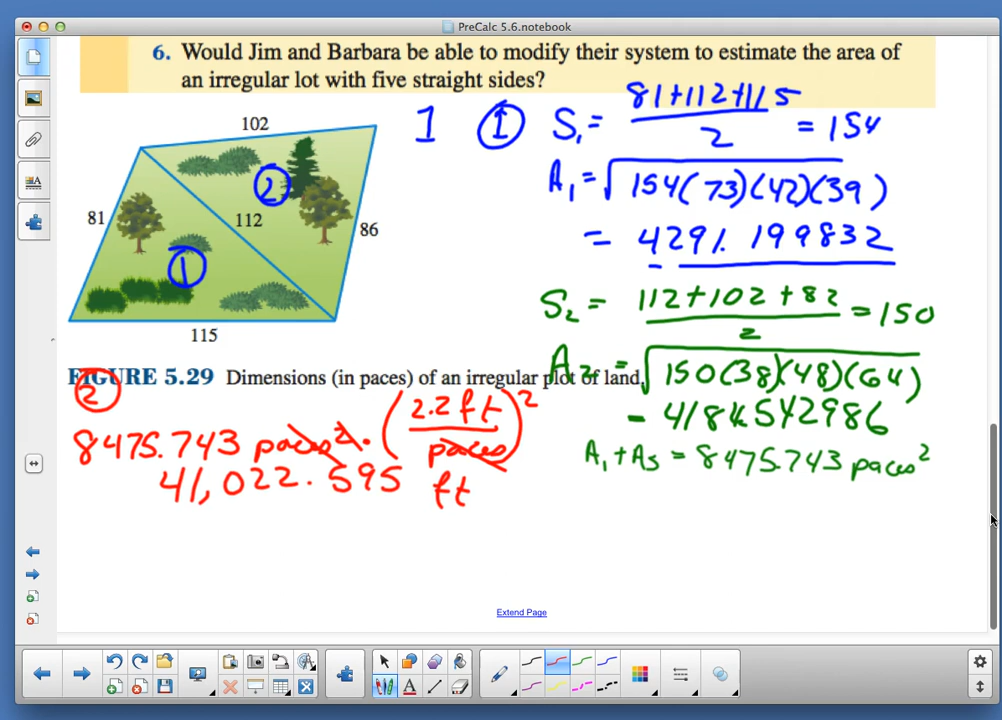 PreCalc 5.6.notebook
6. Would Jim and Barbara be able to modify their system to estimate the area of
an irregular lot with five straight sides?
102
81
112
86
115
①
②
1 ① S₁ = (81+112+115)/2 = 154
A₁ = √154(73)(42)(39)
= 4291.199832
S₂ = (112+102+82)/2 = 150
A₂ = √150(38)(48)(64)
= 4184.542986
A₁ + A₅ = 8475.743 paces²
FIGURE 5.29 Dimensions (in paces) of an irregular plot of land.
②
8475.743 paces². (2.2 ft/paces)²
41,022.595 ft
Extend Page